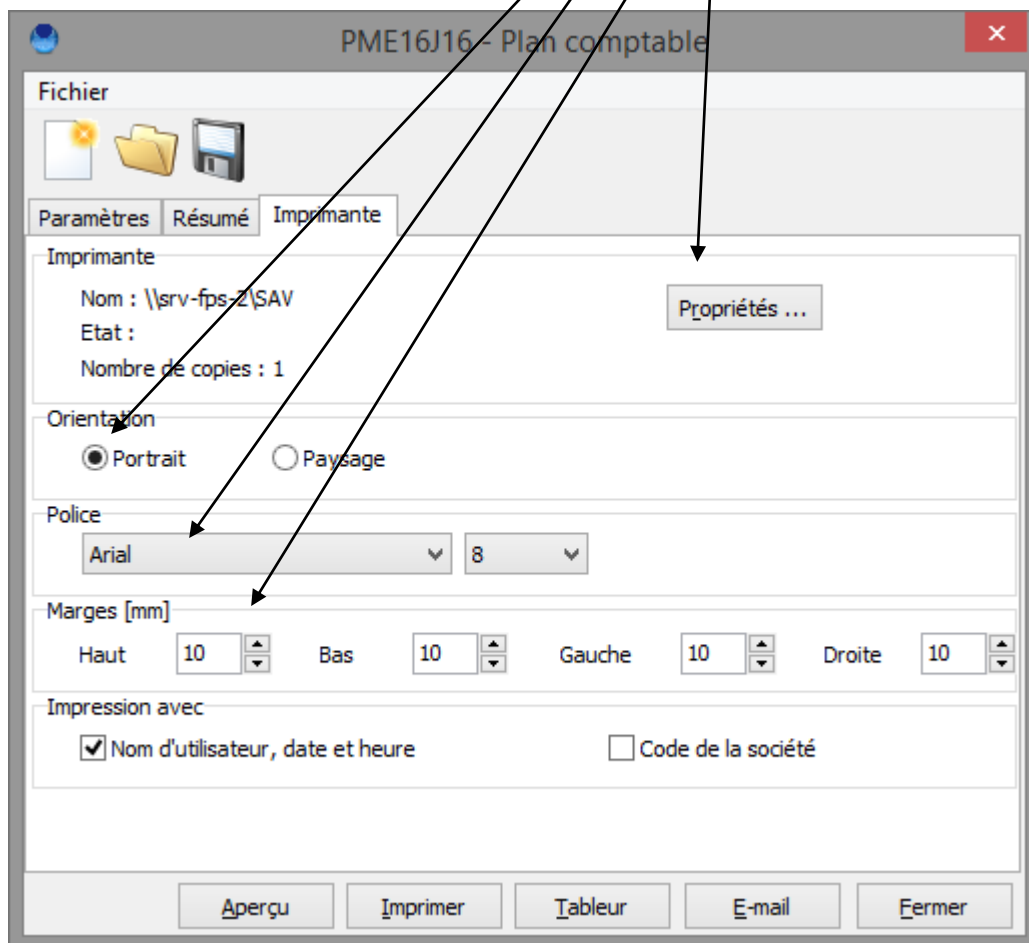 PME16J16 - Plan comptable
Fichier
Paramètres Résumé Imprimante
Imprimante
Nom : \\srv-fps-2\SAV
Propriétés ...
Etat :
Nombre de copies : 1
Orientation
Portrait Paysage
Police
Arial 8
Marges [mm]
Haut 10 Bas 10 Gauche 10 Droite 10
Impression avec
Nom d'utilisateur, date et heure Code de la société
Aperçu Imprimer Tableur E-mail Fermer